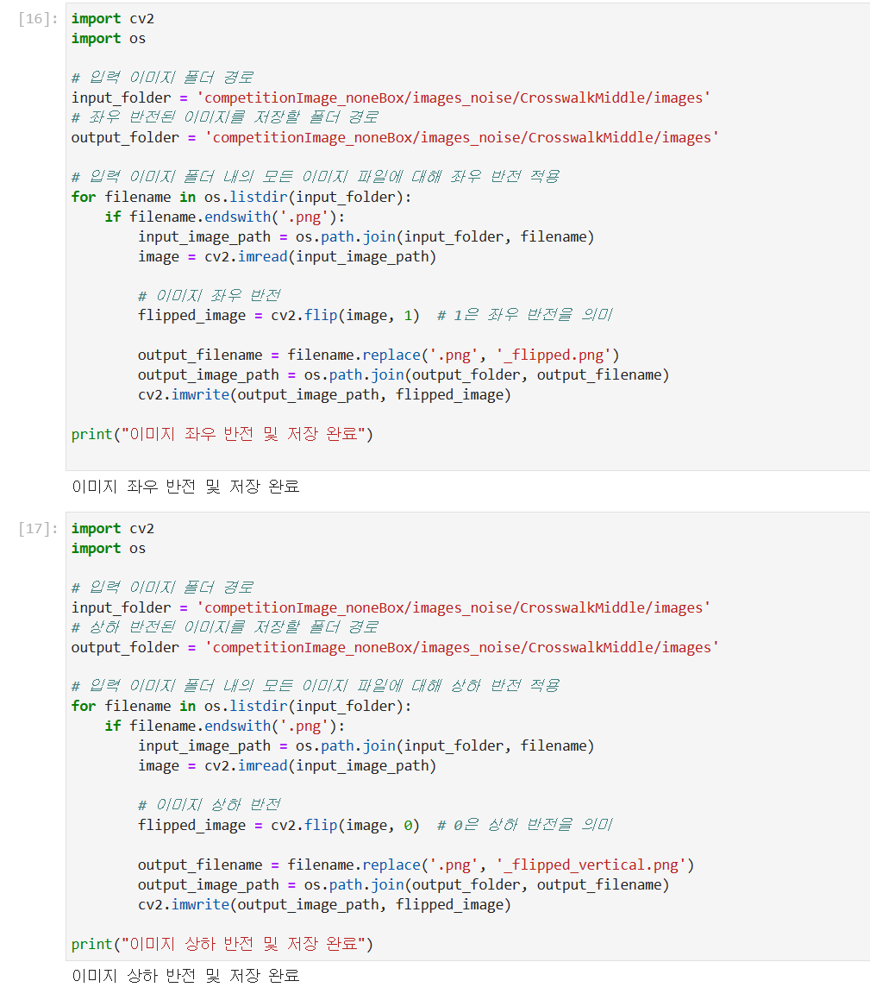 [16]: import cv2
import os
# 입력 이미지 폴더 경로
input_folder = 'competitionImage_noneBox/images_noise/CrosswalkMiddle/images'
# 좌우 반전된 이미지를 저장할 폴더 경로
output_folder = 'competitionImage_noneBox/images_noise/CrosswalkMiddle/images'
# 입력 이미지 폴더 내의 모든 이미지 파일에 대해 좌우 반전 적용
for filename in os.listdir(input_folder):
    if filename.endswith('.png'):
        input_image_path = os.path.join(input_folder, filename)
        image = cv2.imread(input_image_path)
        # 이미지 좌우 반전
        flipped_image = cv2.flip(image, 1)  # 1은 좌우 반전을 의미
        output_filename = filename.replace('.png', '_flipped.png')
        output_image_path = os.path.join(output_folder, output_filename)
        cv2.imwrite(output_image_path, flipped_image)
print("이미지 좌우 반전 및 저장 완료")
이미지 좌우 반전 및 저장 완료
[17]: import cv2
import os
# 입력 이미지 폴더 경로
input_folder = 'competitionImage_noneBox/images_noise/CrosswalkMiddle/images'
# 상하 반전된 이미지를 저장할 폴더 경로
output_folder = 'competitionImage_noneBox/images_noise/CrosswalkMiddle/images'
# 입력 이미지 폴더 내의 모든 이미지 파일에 대해 상하 반전 적용
for filename in os.listdir(input_folder):
    if filename.endswith('.png'):
        input_image_path = os.path.join(input_folder, filename)
        image = cv2.imread(input_image_path)
        # 이미지 상하 반전
        flipped_image = cv2.flip(image, 0)  # 0은 상하 반전을 의미
        output_filename = filename.replace('.png', '_flipped_vertical.png')
        output_image_path = os.path.join(output_folder, output_filename)
        cv2.imwrite(output_image_path, flipped_image)
print("이미지 상하 반전 및 저장 완료")
이미지 상하 반전 및 저장 완료